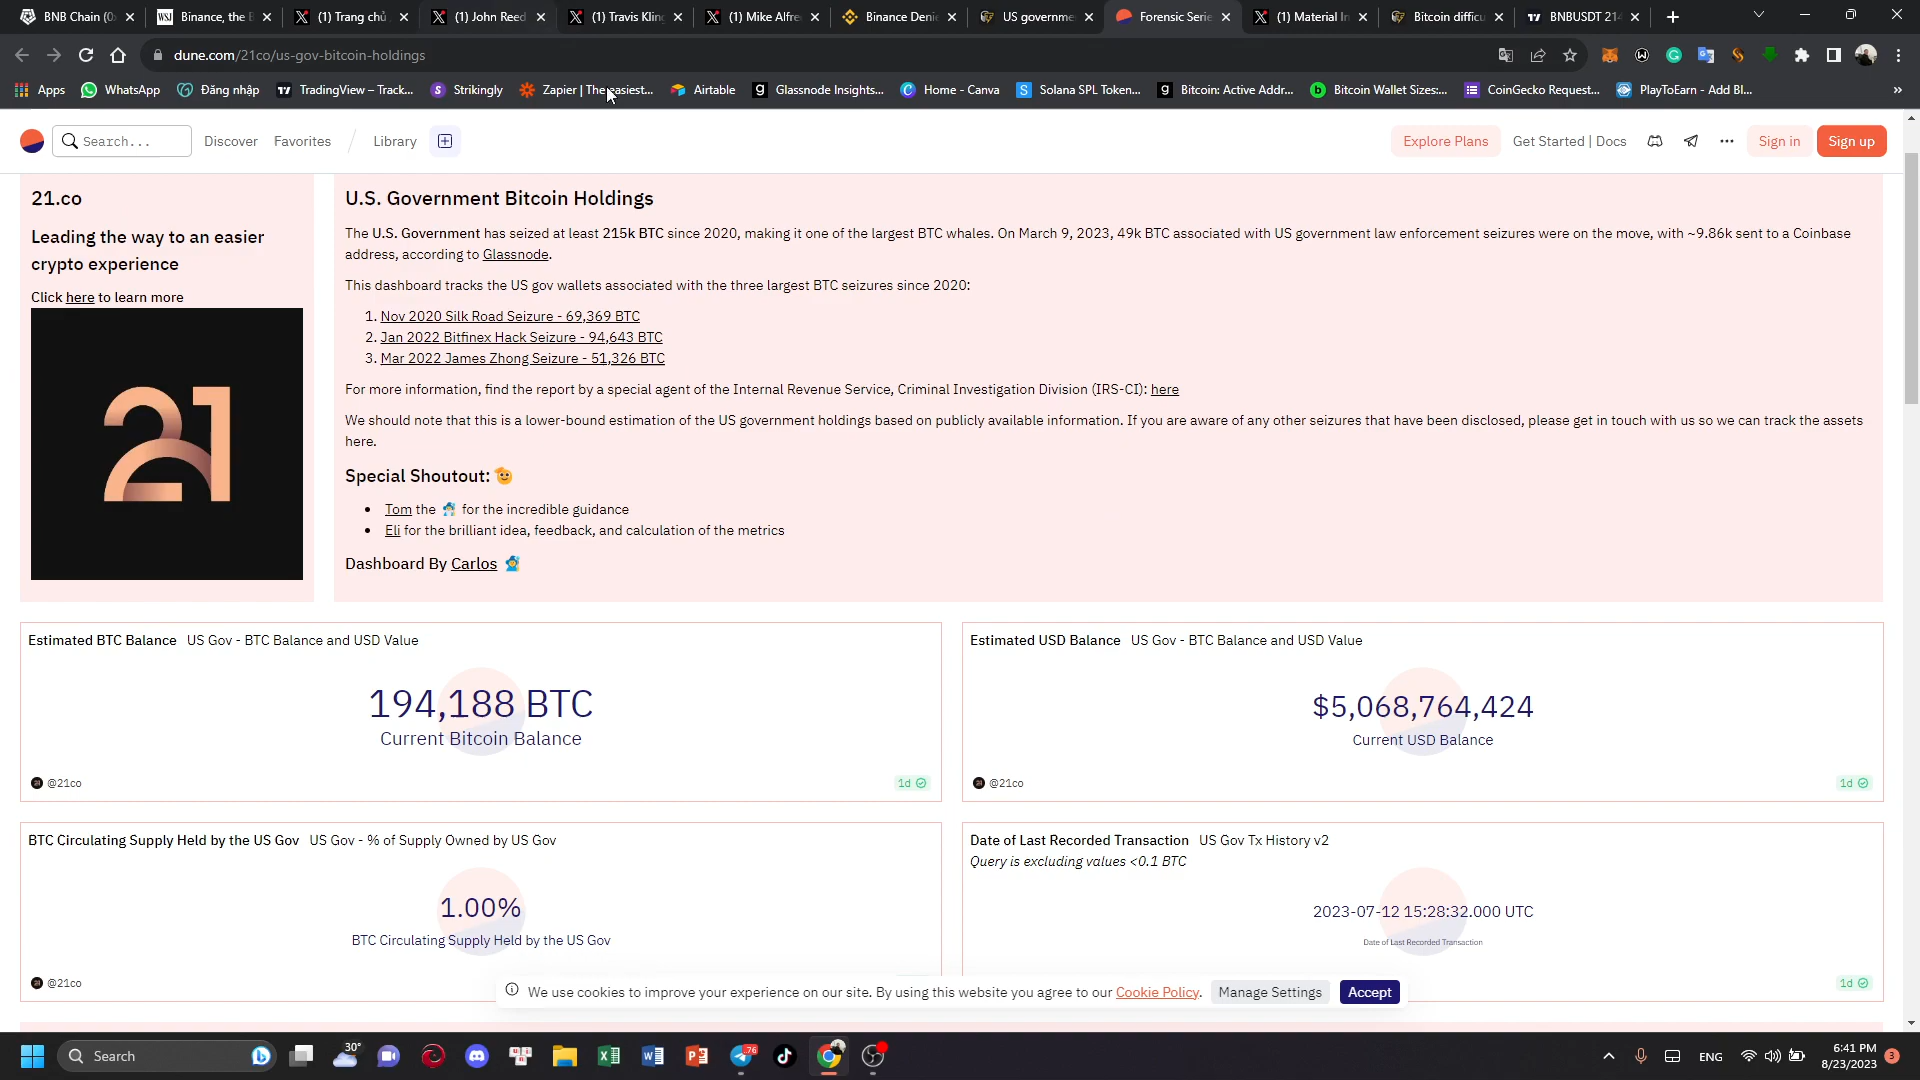 BNB Chain (0x
Binance, the B
(1) Trang chủ
(1) John Reed
(1) Travis Kling
(1) Mike Alfre
Binance Denie
US governme
Forensic Serie
(1) Material In
Bitcoin difficu
BNBUSDT 21
dune.com/21co/us-gov-bitcoin-holdings
Apps
WhatsApp
Đăng nhập
TradingView – Track...
Strikingly
Zapier | The easiest...
Airtable
Glassnode Insights...
Home - Canva
Solana SPL Token...
Bitcoin: Active Addr...
Bitcoin Wallet Sizes:...
CoinGecko Request...
PlayToEarn - Add Bl...
Search...
Discover
Favorites
Library
Explore Plans
Get Started | Docs
Sign in
Sign up
21.co
Leading the way to an easier
crypto experience
Click here to learn more
21
U.S. Government Bitcoin Holdings
The U.S. Government has seized at least 215k BTC since 2020, making it one of the largest BTC whales. On March 9, 2023, 49k BTC associated with US government law enforcement seizures were on the move, with ~9.86k sent to a Coinbase
address, according to Glassnode.
This dashboard tracks the US gov wallets associated with the three largest BTC seizures since 2020:
1. Nov 2020 Silk Road Seizure - 69,369 BTC
2. Jan 2022 Bitfinex Hack Seizure - 94,643 BTC
3. Mar 2022 James Zhong Seizure - 51,326 BTC
For more information, find the report by a special agent of the Internal Revenue Service, Criminal Investigation Division (IRS-CI): here
We should note that this is a lower-bound estimation of the US government holdings based on publicly available information. If you are aware of any other seizures that have been disclosed, please get in touch with us so we can track the assets
here.
Special Shoutout: 🫡
• Tom the 🧙 for the incredible guidance
• Eli for the brilliant idea, feedback, and calculation of the metrics
Dashboard By Carlos
Estimated BTC Balance US Gov - BTC Balance and USD Value
194,188 BTC
Current Bitcoin Balance
@21co
1d
Estimated USD Balance US Gov - BTC Balance and USD Value
$5,068,764,424
Current USD Balance
@21co
1d
BTC Circulating Supply Held by the US Gov US Gov - % of Supply Owned by US Gov
1.00%
BTC Circulating Supply Held by the US Gov
@21co
Date of Last Recorded Transaction US Gov Tx History v2
Query is excluding values <0.1 BTC
2023-07-12 15:28:32.000 UTC
Date of Last Recorded Transaction
1d
We use cookies to improve your experience on our site. By using this website you agree to our Cookie Policy.
Manage Settings
Accept
Search
30°
76
ENG
6:41 PM
8/23/2023
3